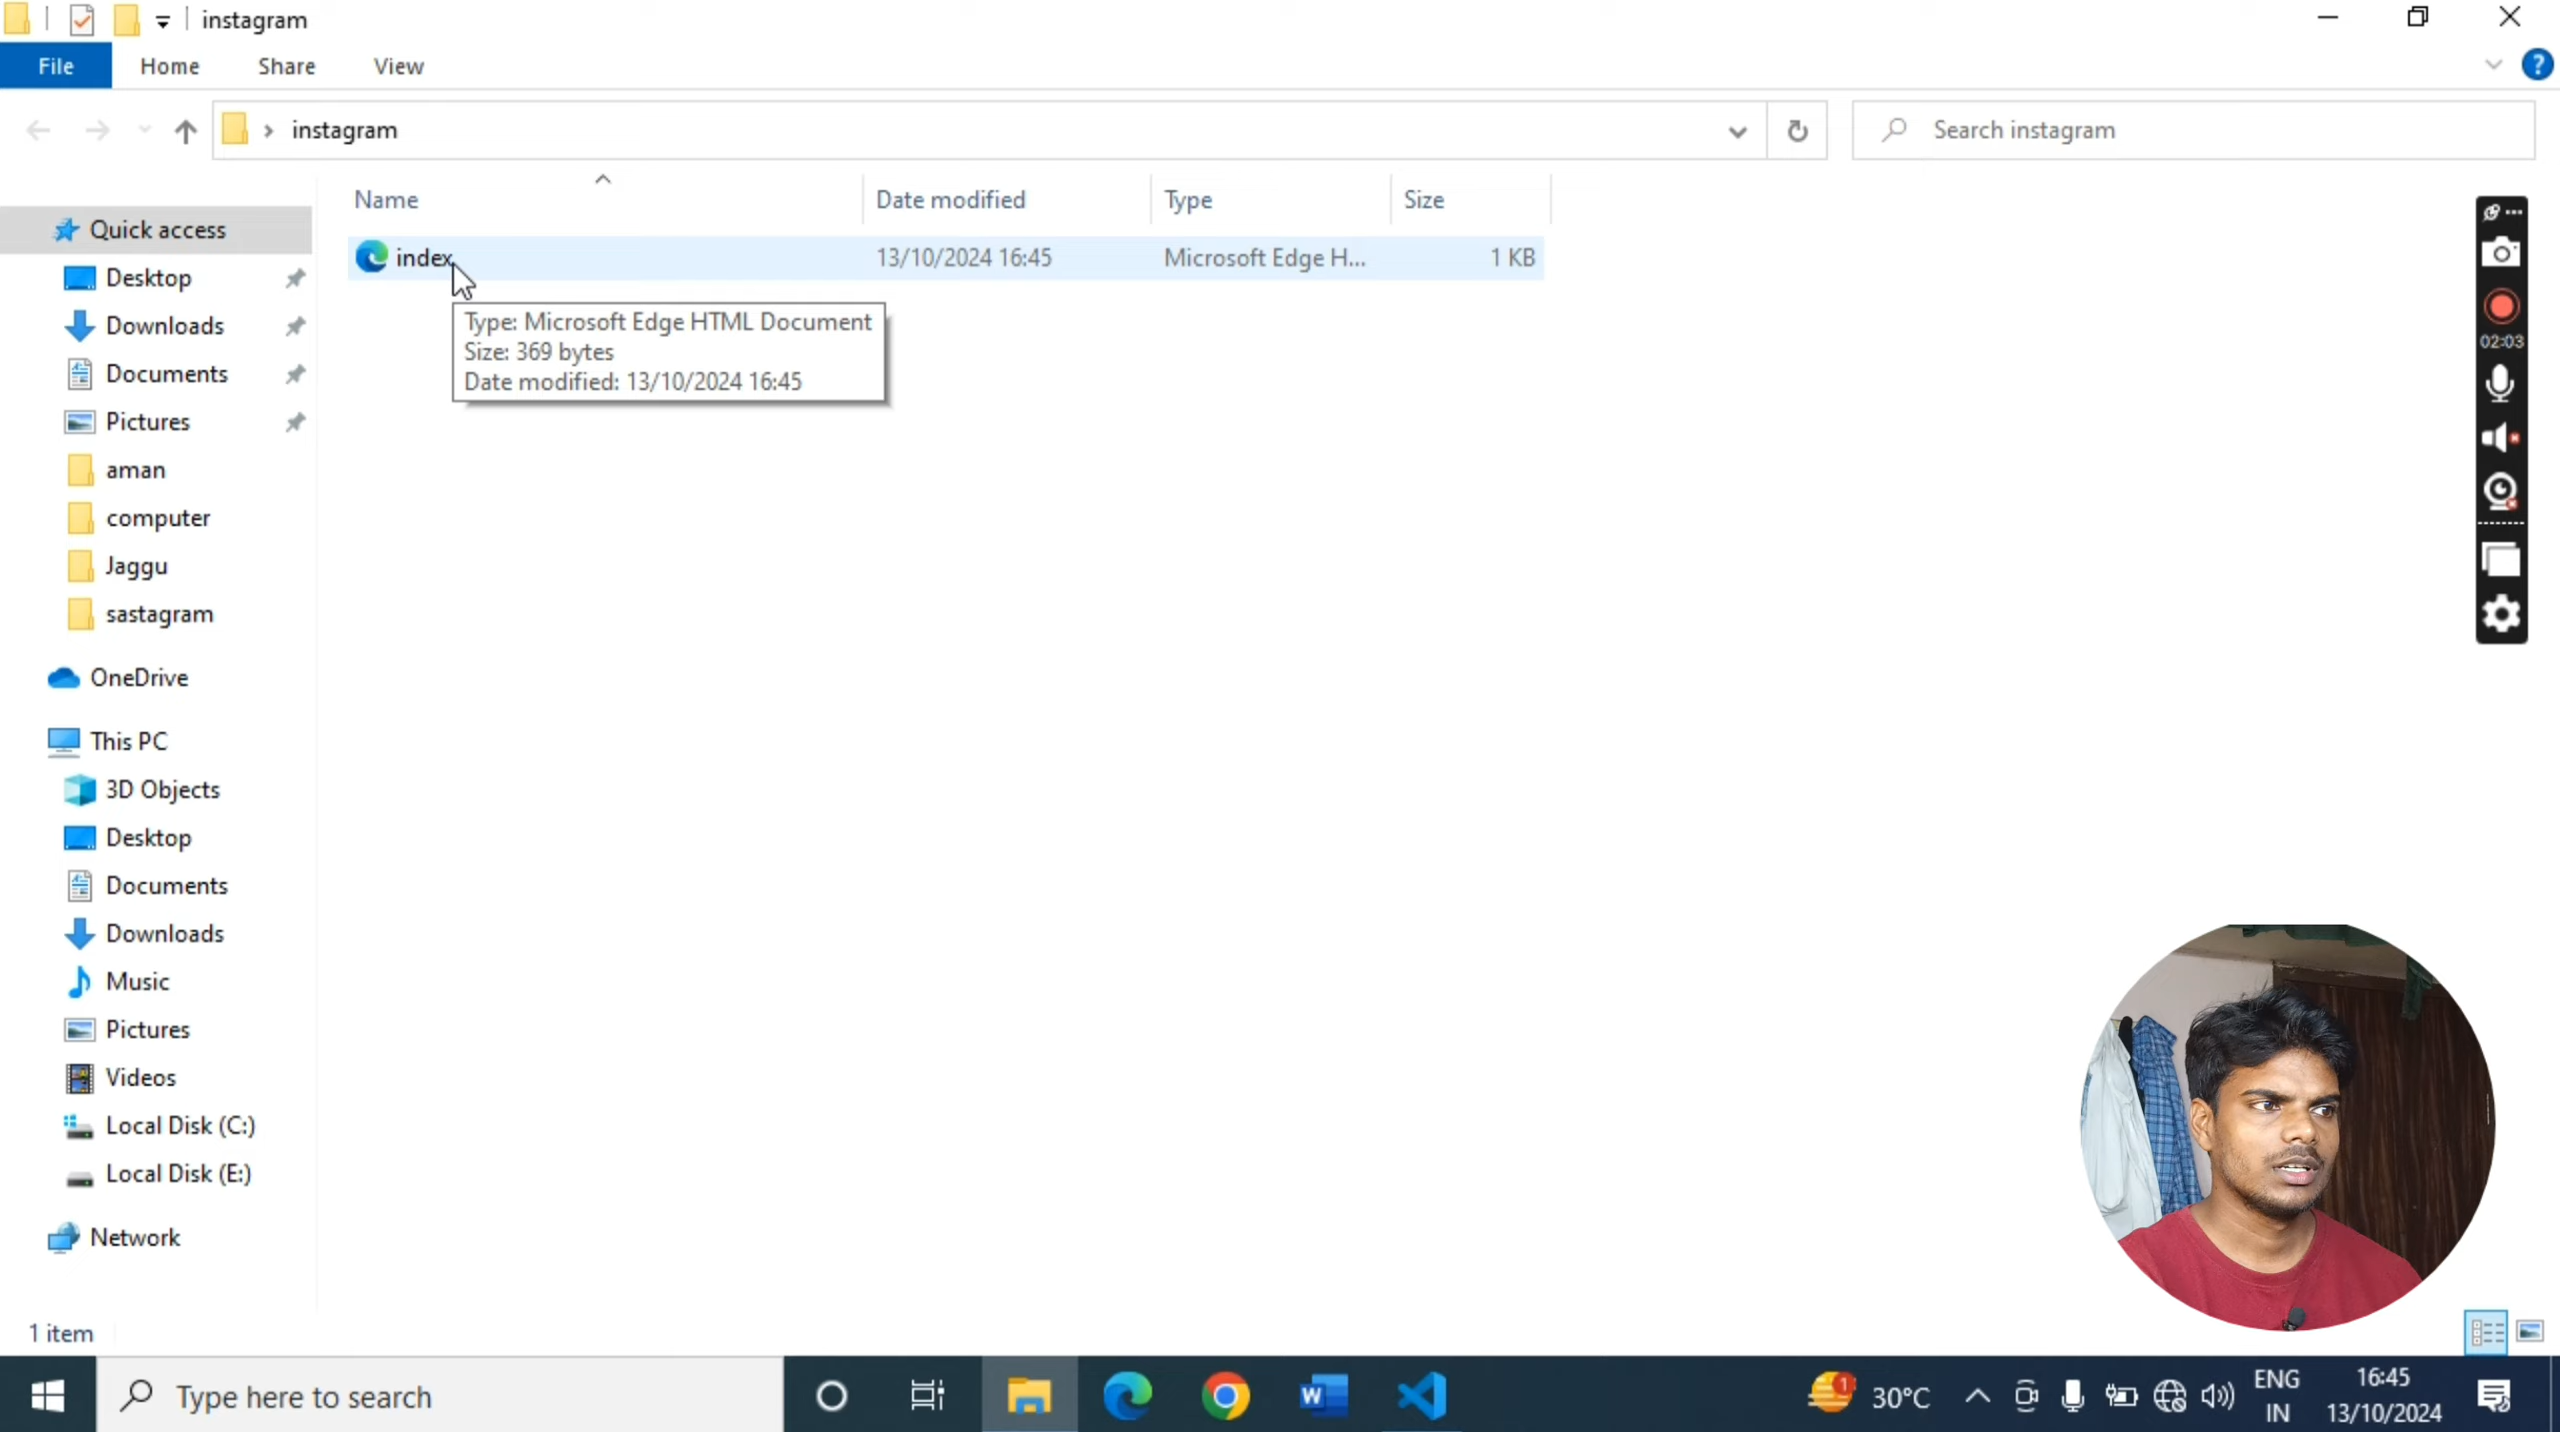 instagram
File Home Share View
instagram
Search instagram
Name Date modified Type Size
Quick access
index 13/10/2024 16:45 Microsoft Edge H... 1 KB
Desktop
Type: Microsoft Edge HTML Document
Size: 369 bytes
Date modified: 13/10/2024 16:45
02:03
Downloads
Documents
Pictures
aman
computer
Jaggu
sastagram
OneDrive
This PC
3D Objects
Desktop
Documents
Downloads
Music
Pictures
Videos
Local Disk (C:)
Local Disk (E:)
Network
1 item
Type here to search
W
1
30°C
ENG
IN
16:45
13/10/2024